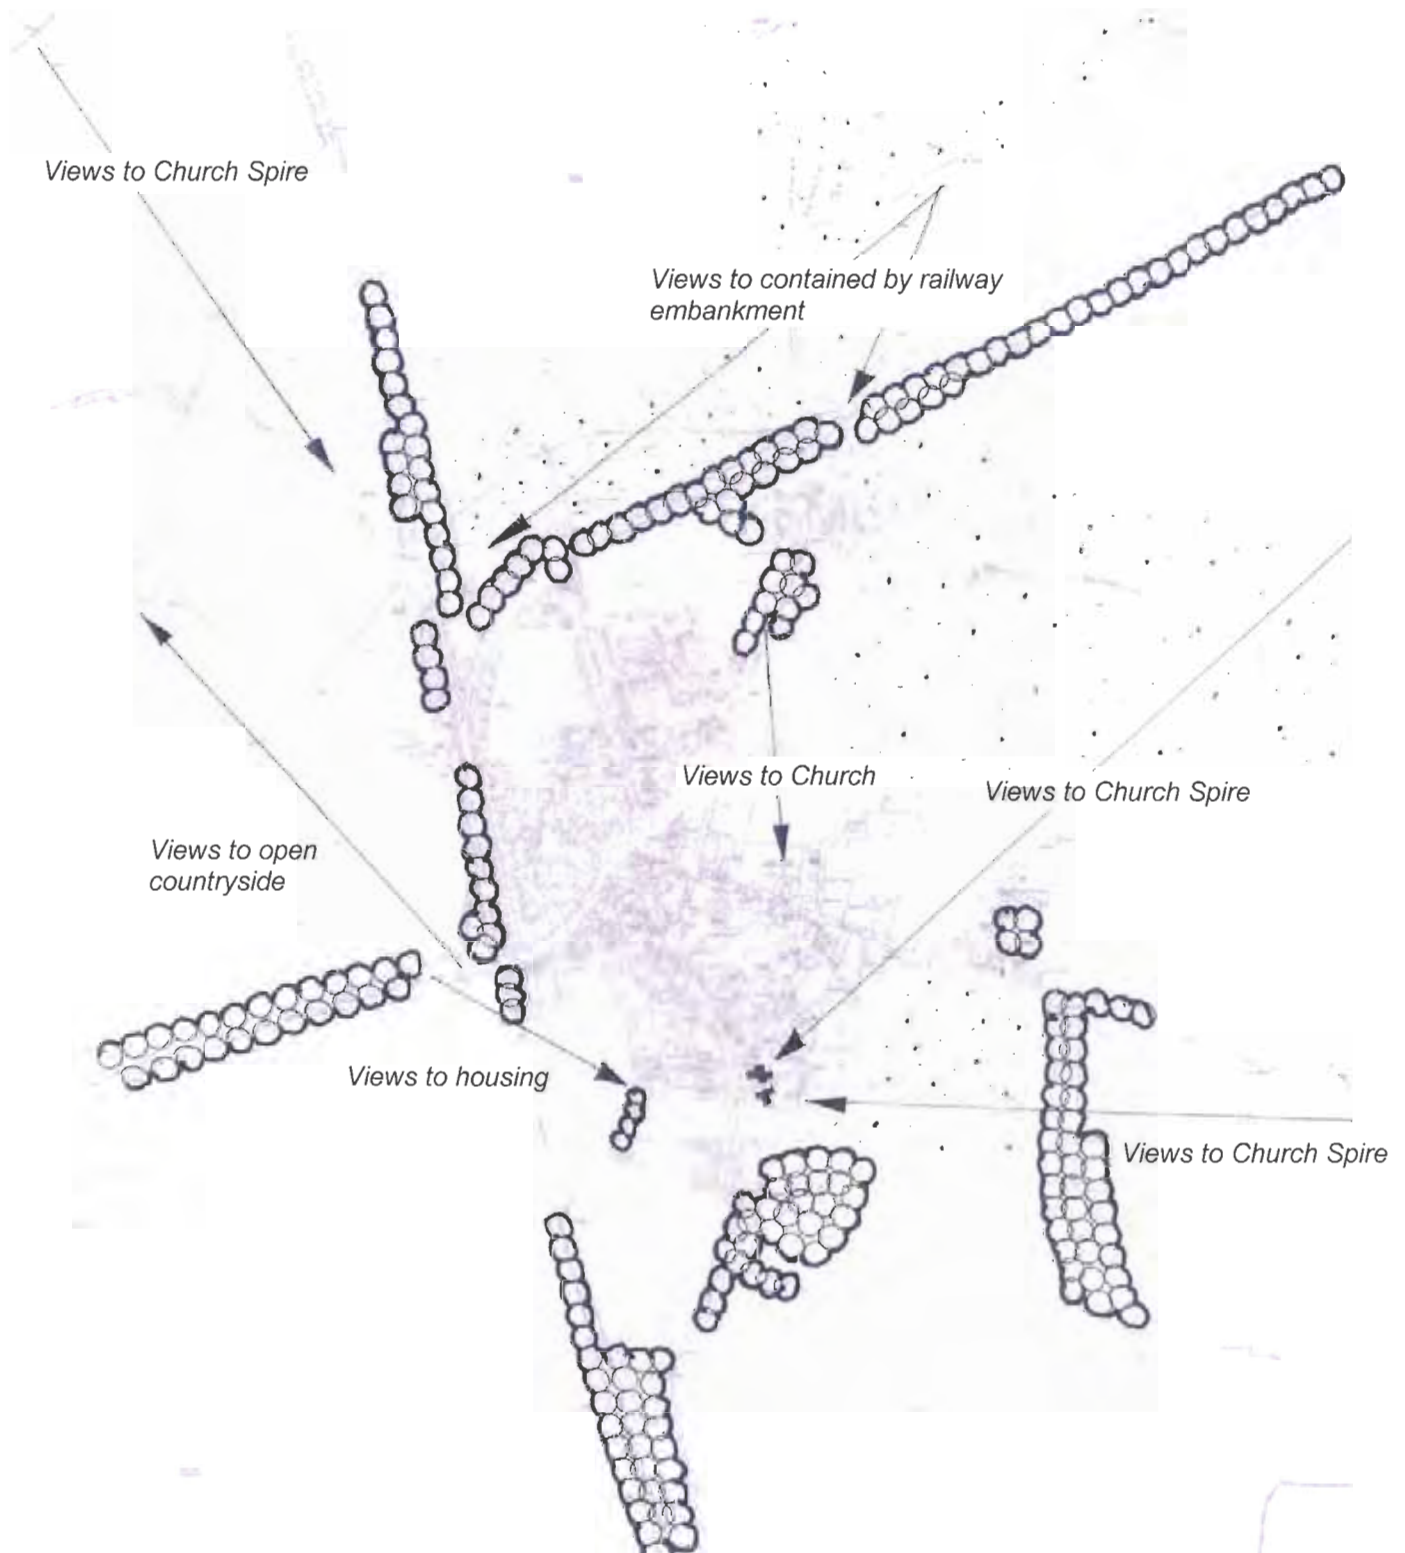 Views to Church Spire
Views to contained by railway
embankment
Views to Church
Views to Church Spire
Views to open
countryside
Views to housing
Views to Church Spire